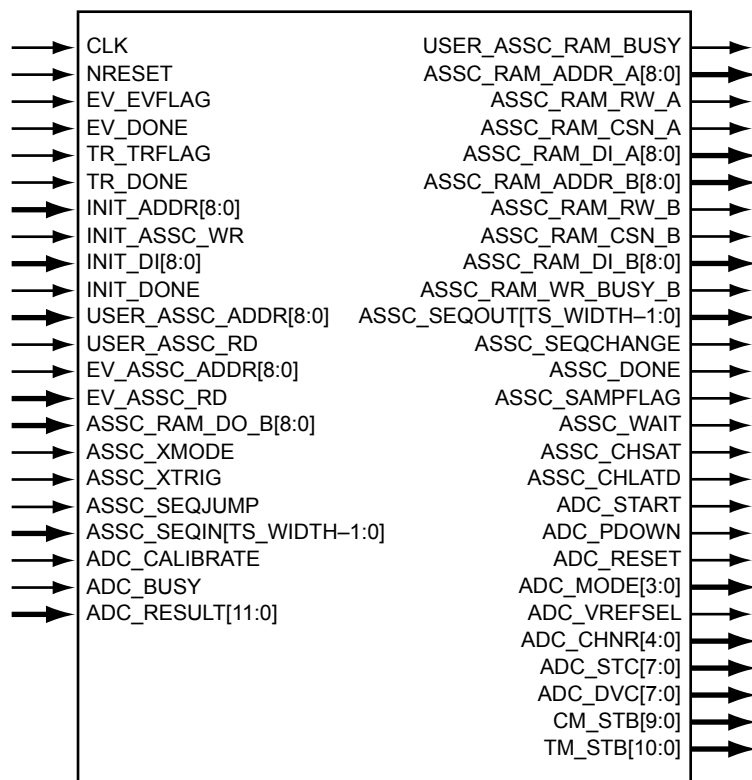 CLK
NRESET
EV_EVFLAG
EV_DONE
TR_TRFLAG
TR_DONE
INIT_ADDR[8:0]
INIT_ASSC_WR
INIT_DI[8:0]
INIT_DONE
USER_ASSC_ADDR[8:0]
USER_ASSC_RD
EV_ASSC_ADDR[8:0]
EV_ASSC_RD
ASSC_RAM_DO_B[8:0]
ASSC_XMODE
ASSC_XTRIG
ASSC_SEQJUMP
ASSC_SEQIN[TS_WIDTH–1:0]
ADC_CALIBRATE
ADC_BUSY
ADC_RESULT[11:0]
USER_ASSC_RAM_BUSY
ASSC_RAM_ADDR_A[8:0]
ASSC_RAM_RW_A
ASSC_RAM_CSN_A
ASSC_RAM_DI_A[8:0]
ASSC_RAM_ADDR_B[8:0]
ASSC_RAM_RW_B
ASSC_RAM_CSN_B
ASSC_RAM_DI_B[8:0]
ASSC_RAM_WR_BUSY_B
ASSC_SEQOUT[TS_WIDTH–1:0]
ASSC_SEQCHANGE
ASSC_DONE
ASSC_SAMPFLAG
ASSC_WAIT
ASSC_CHSAT
ASSC_CHLATD
ADC_START
ADC_PDOWN
ADC_RESET
ADC_MODE[3:0]
ADC_VREFSEL
ADC_CHNR[4:0]
ADC_STC[7:0]
ADC_DVC[7:0]
CM_STB[9:0]
TM_STB[10:0]